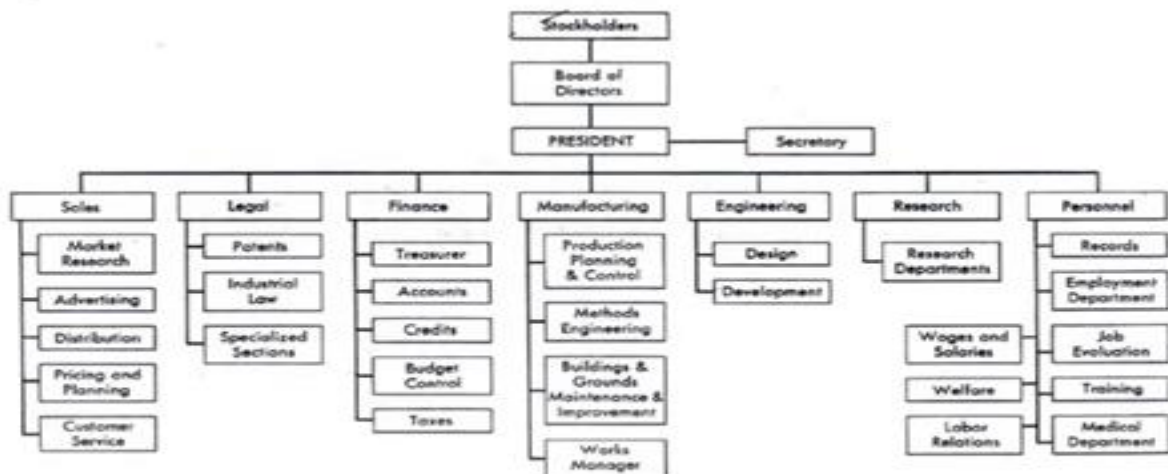 Stockholders
Board of
Directors
PRESIDENT
Secretary
Sales
Legal
Finance
Manufacturing
Engineering
Research
Personnel
Market
Research
Advertising
Distribution
Pricing and
Planning
Customer
Service
Patents
Industrial
Law
Specialized
Sections
Treasurer
Accounts
Credits
Budget
Control
Taxes
Production
Planning
& Control
Methods
Engineering
Buildings &
Grounds
Maintenance &
Improvement
Works
Manager
Design
Development
Research
Departments
Records
Employment
Department
Wages and
Salaries
Job
Evaluation
Welfare
Training
Labor
Relations
Medical
Department